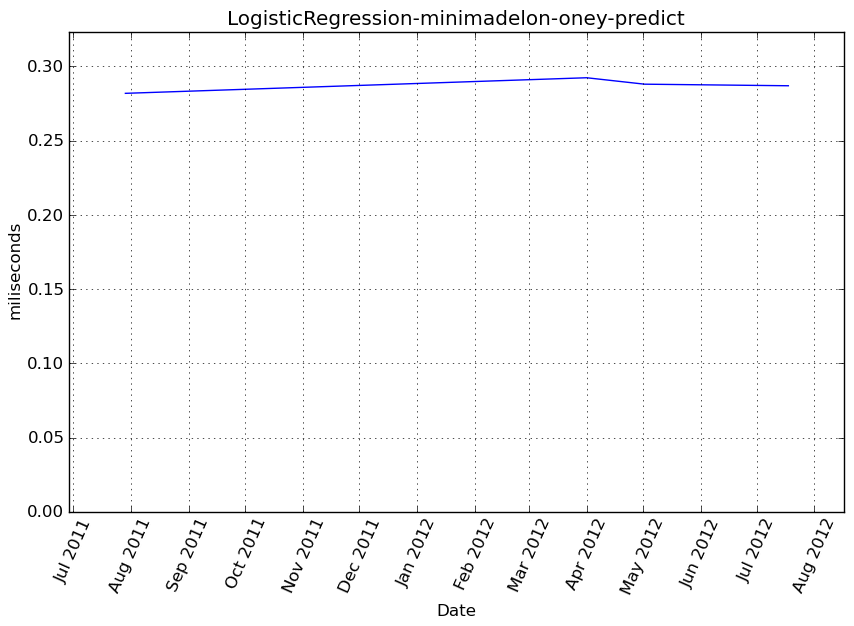 LogisticRegression-minimadelon-oney-predict
0.30
0.25
0.20
0.15
0.10
0.05
0.00
miliseconds
Jul 2011
Aug 2011
Sep 2011
Oct 2011
Nov 2011
Dec 2011
Jan 2012
Feb 2012
Mar 2012
Apr 2012
May 2012
Jun 2012
Jul 2012
Aug 2012
Date